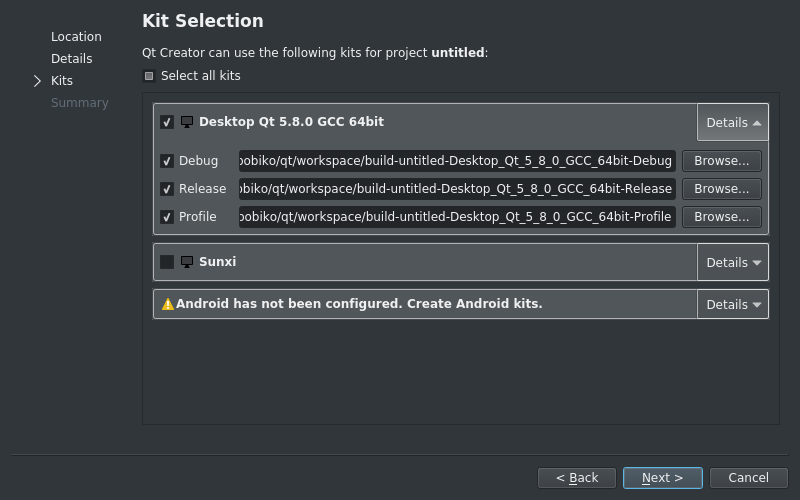 Kit Selection
Location
Details
Kits
Summary
Qt Creator can use the following kits for project untitled:
Select all kits
Desktop Qt 5.8.0 GCC 64bit Details
Debug obiko/qt/workspace/build-untitled-Desktop_Qt_5_8_0_GCC_64bit-Debug Browse...
Release biko/qt/workspace/build-untitled-Desktop_Qt_5_8_0_GCC_64bit-Release Browse...
Profile obiko/qt/workspace/build-untitled-Desktop_Qt_5_8_0_GCC_64bit-Profile Browse...
Sunxi Details
Android has not been configured. Create Android kits. Details
< Back Next > Cancel